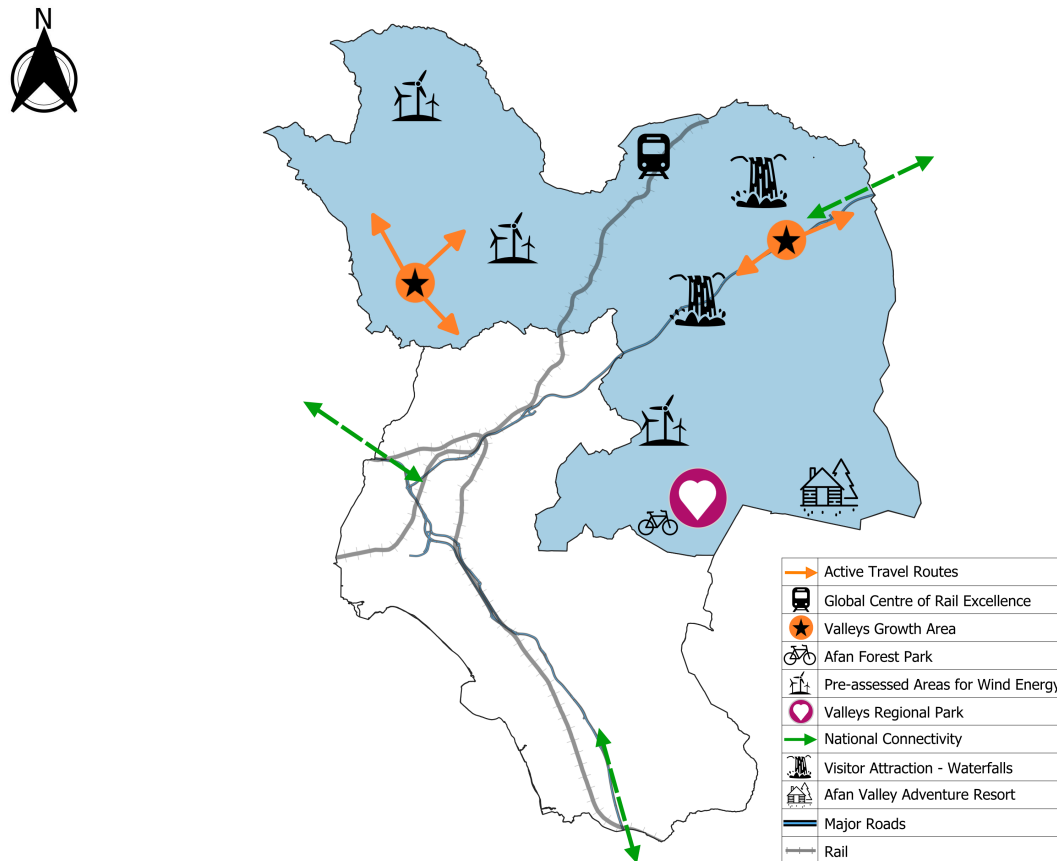 N
Active Travel Routes
Global Centre of Rail Excellence
Valleys Growth Area
Afan Forest Park
Pre-assessed Areas for Wind Energy
Valleys Regional Park
National Connectivity
Visitor Attraction - Waterfalls
Afan Valley Adventure Resort
Major Roads
Rail